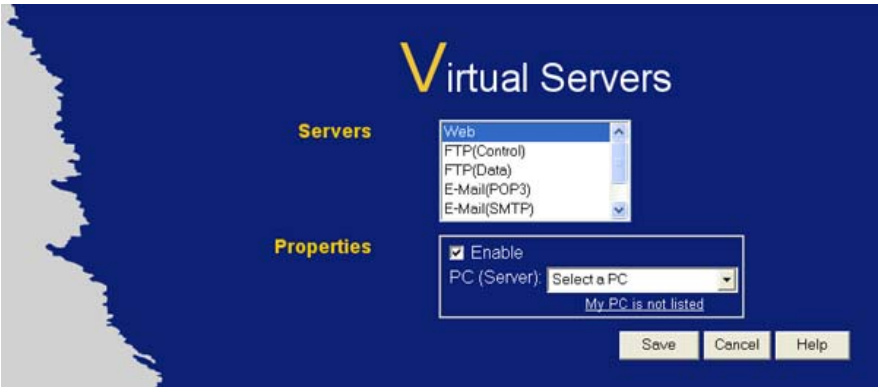 Virtual Servers
Servers
Web
FTP(Control)
FTP(Data)
E-Mail(POP3)
E-Mail(SMTP)
Properties
Enable
PC (Server): Select a PC
My PC is not listed
Save Cancel Help